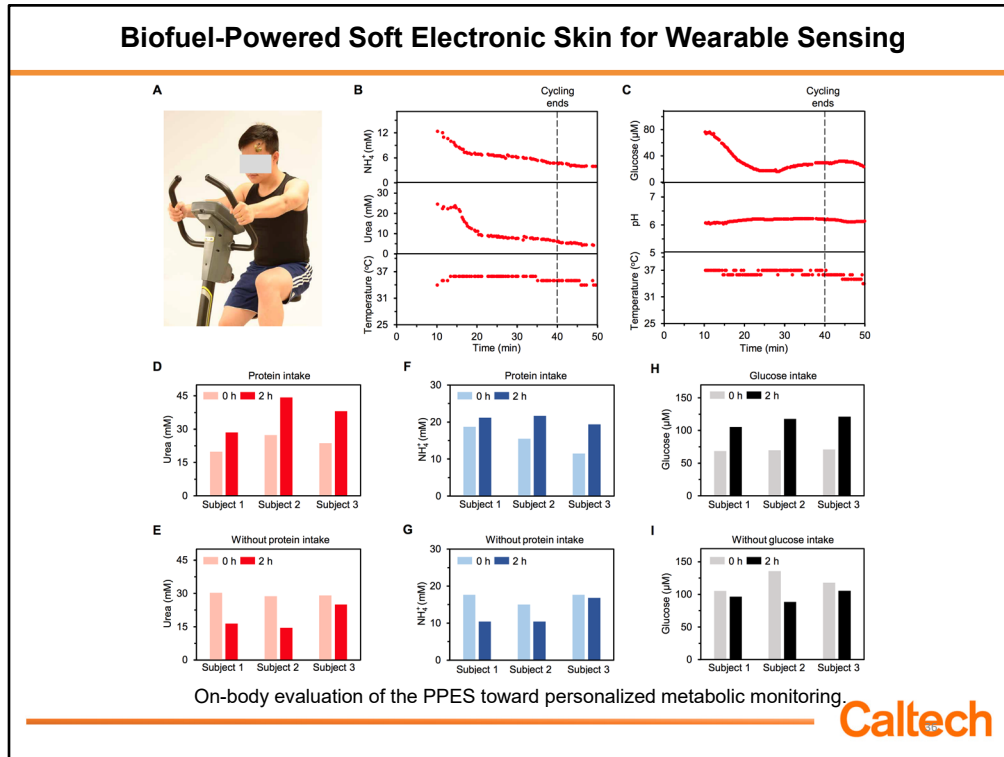 Biofuel-Powered Soft Electronic Skin for Wearable Sensing
A
B
Cycling
ends
NH₄⁺ (mM)
12
6
0
Urea (mM)
30
20
10
0
Temperature (°C)
37
31
25
10
20
30
40
50
Time (min)
C
Cycling
ends
Glucose (µM)
80
40
0
pH
7
6
5
Temperature (°C)
37
31
25
0
10
20
30
40
50
Time (min)
D
Protein intake
0 h
2 h
Urea (mM)
45
30
15
0
Subject 1
Subject 2
Subject 3
F
Protein intake
0 h
2 h
NH₄⁺ (mM)
30
20
10
0
Subject 1
Subject 2
Subject 3
H
Glucose intake
0 h
2 h
Glucose (µM)
150
100
50
0
Subject 1
Subject 2
Subject 3
E
Without protein intake
0 h
2 h
Urea (mM)
45
30
15
0
Subject 1
Subject 2
Subject 3
G
Without protein intake
0 h
2 h
NH₄⁺ (mM)
30
20
10
0
Subject 1
Subject 2
Subject 3
I
Without glucose intake
0 h
2 h
Glucose (µM)
150
100
50
0
Subject 1
Subject 2
Subject 3
On-body evaluation of the PPES toward personalized metabolic monitoring.
Caltech